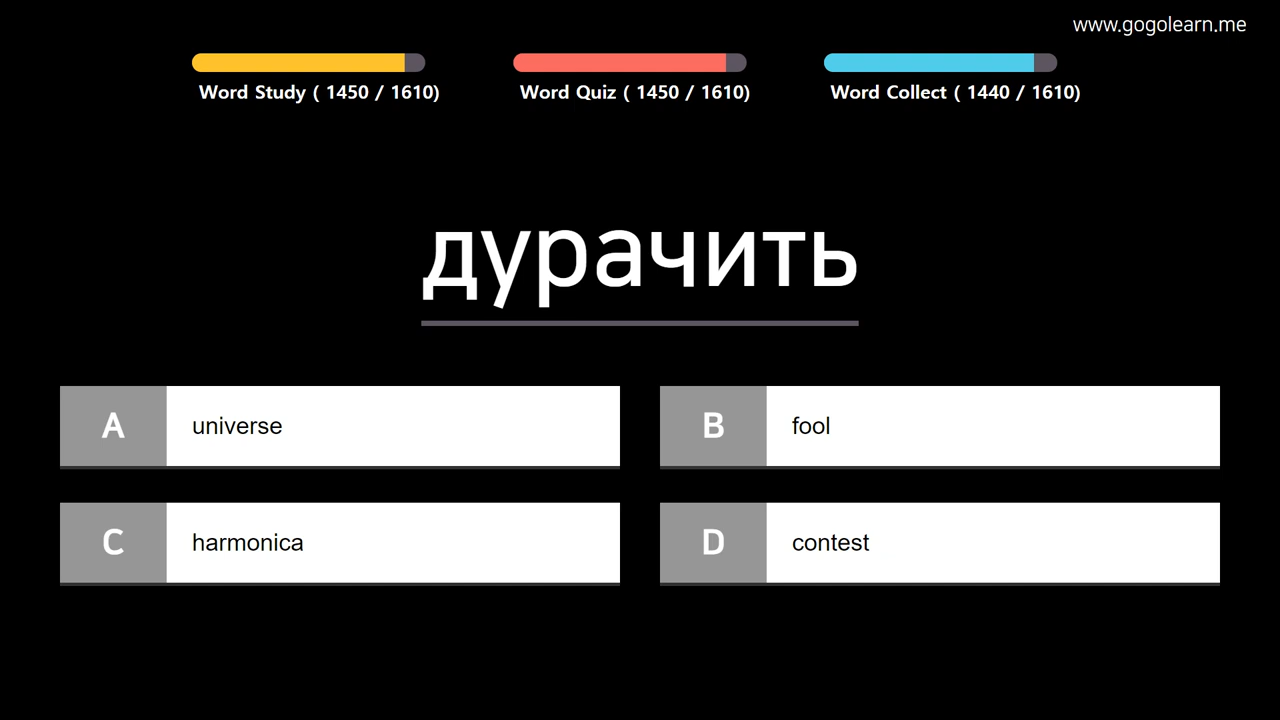 www.gogolearn.me
Word Study ( 1450 / 1610)
Word Quiz ( 1450 / 1610)
Word Collect ( 1440 / 1610)
дурачить
A universe
B fool
C harmonica
D contest